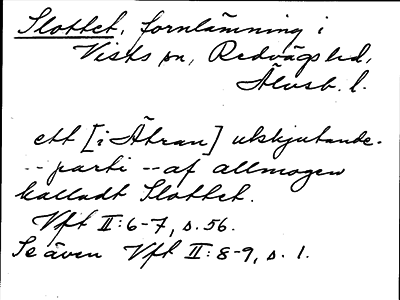 Slottet, fornlämning i
Vists sn, Redvägs hd,
Älvsb. l.
ett [i Ätran] utskjutande-
-- parti -- af allmogen
kalladt Slottet.
Vft II:6-7, s. 56.
Se även Vft II:8-9, s. 1.